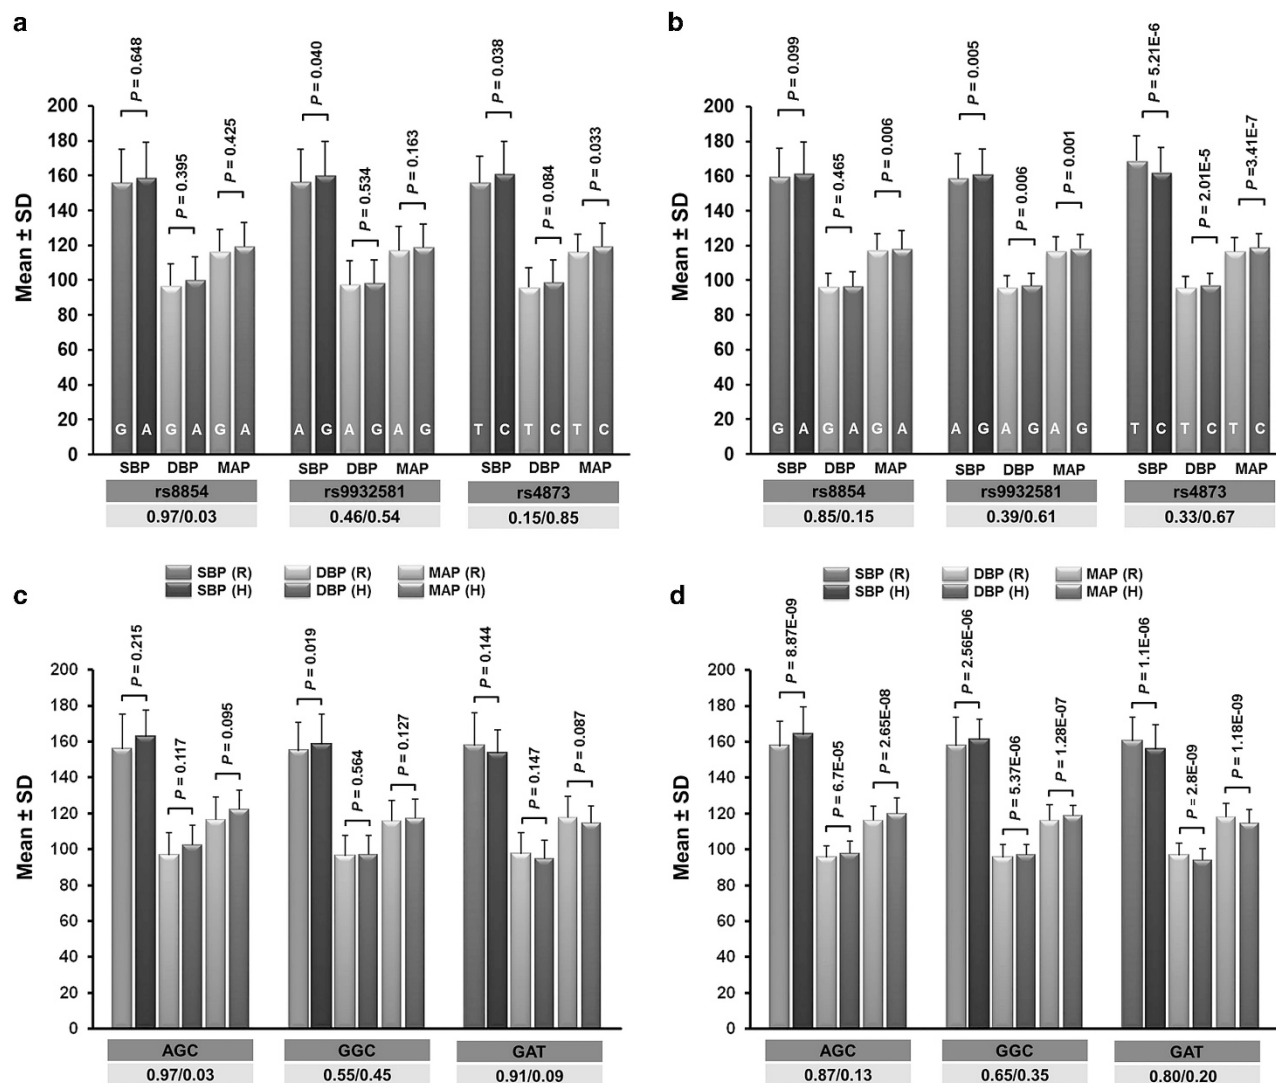 a
P = 0.648
P = 0.395
P = 0.425
P = 0.040
P = 0.534
P = 0.163
P = 0.038
P = 0.084
P = 0.033
Mean ± SD
200
180
160
140
120
100
80
60
40
20
0
G A G A G A
A G A G A G
T C T C T C
SBP DBP MAP
SBP DBP MAP
SBP DBP MAP
rs8854 rs9932581 rs4873
0.97/0.03 0.46/0.54 0.15/0.85
SBP (R) DBP (R) MAP (R)
SBP (H) DBP (H) MAP (H)
b
P = 0.099
P = 0.465
P = 0.006
P = 0.005
P = 0.006
P = 0.001
P = 5.21E-6
P = 2.01E-5
P =3.41E-7
Mean ± SD
200
180
160
140
120
100
80
60
40
20
0
G A G A G A
A G A G A G
T C T C T C
SBP DBP MAP
SBP DBP MAP
SBP DBP MAP
rs8854 rs9932581 rs4873
0.85/0.15 0.39/0.61 0.33/0.67
SBP (R) DBP (R) MAP (R)
SBP (H) DBP (H) MAP (H)
c
P = 0.215
P = 0.117
P = 0.095
P = 0.019
P = 0.564
P = 0.127
P = 0.144
P = 0.147
P = 0.087
Mean ± SD
200
180
160
140
120
100
80
60
40
20
0
AGC GGC GAT
0.97/0.03 0.55/0.45 0.91/0.09
d
P = 8.87E-09
P = 6.7E-05
P = 2.65E-08
P = 2.56E-06
P = 5.37E-06
P = 1.28E-07
P = 1.1E-06
P = 2.8E-09
P = 1.18E-09
Mean ± SD
200
180
160
140
120
100
80
60
40
20
0
AGC GGC GAT
0.87/0.13 0.65/0.35 0.80/0.20